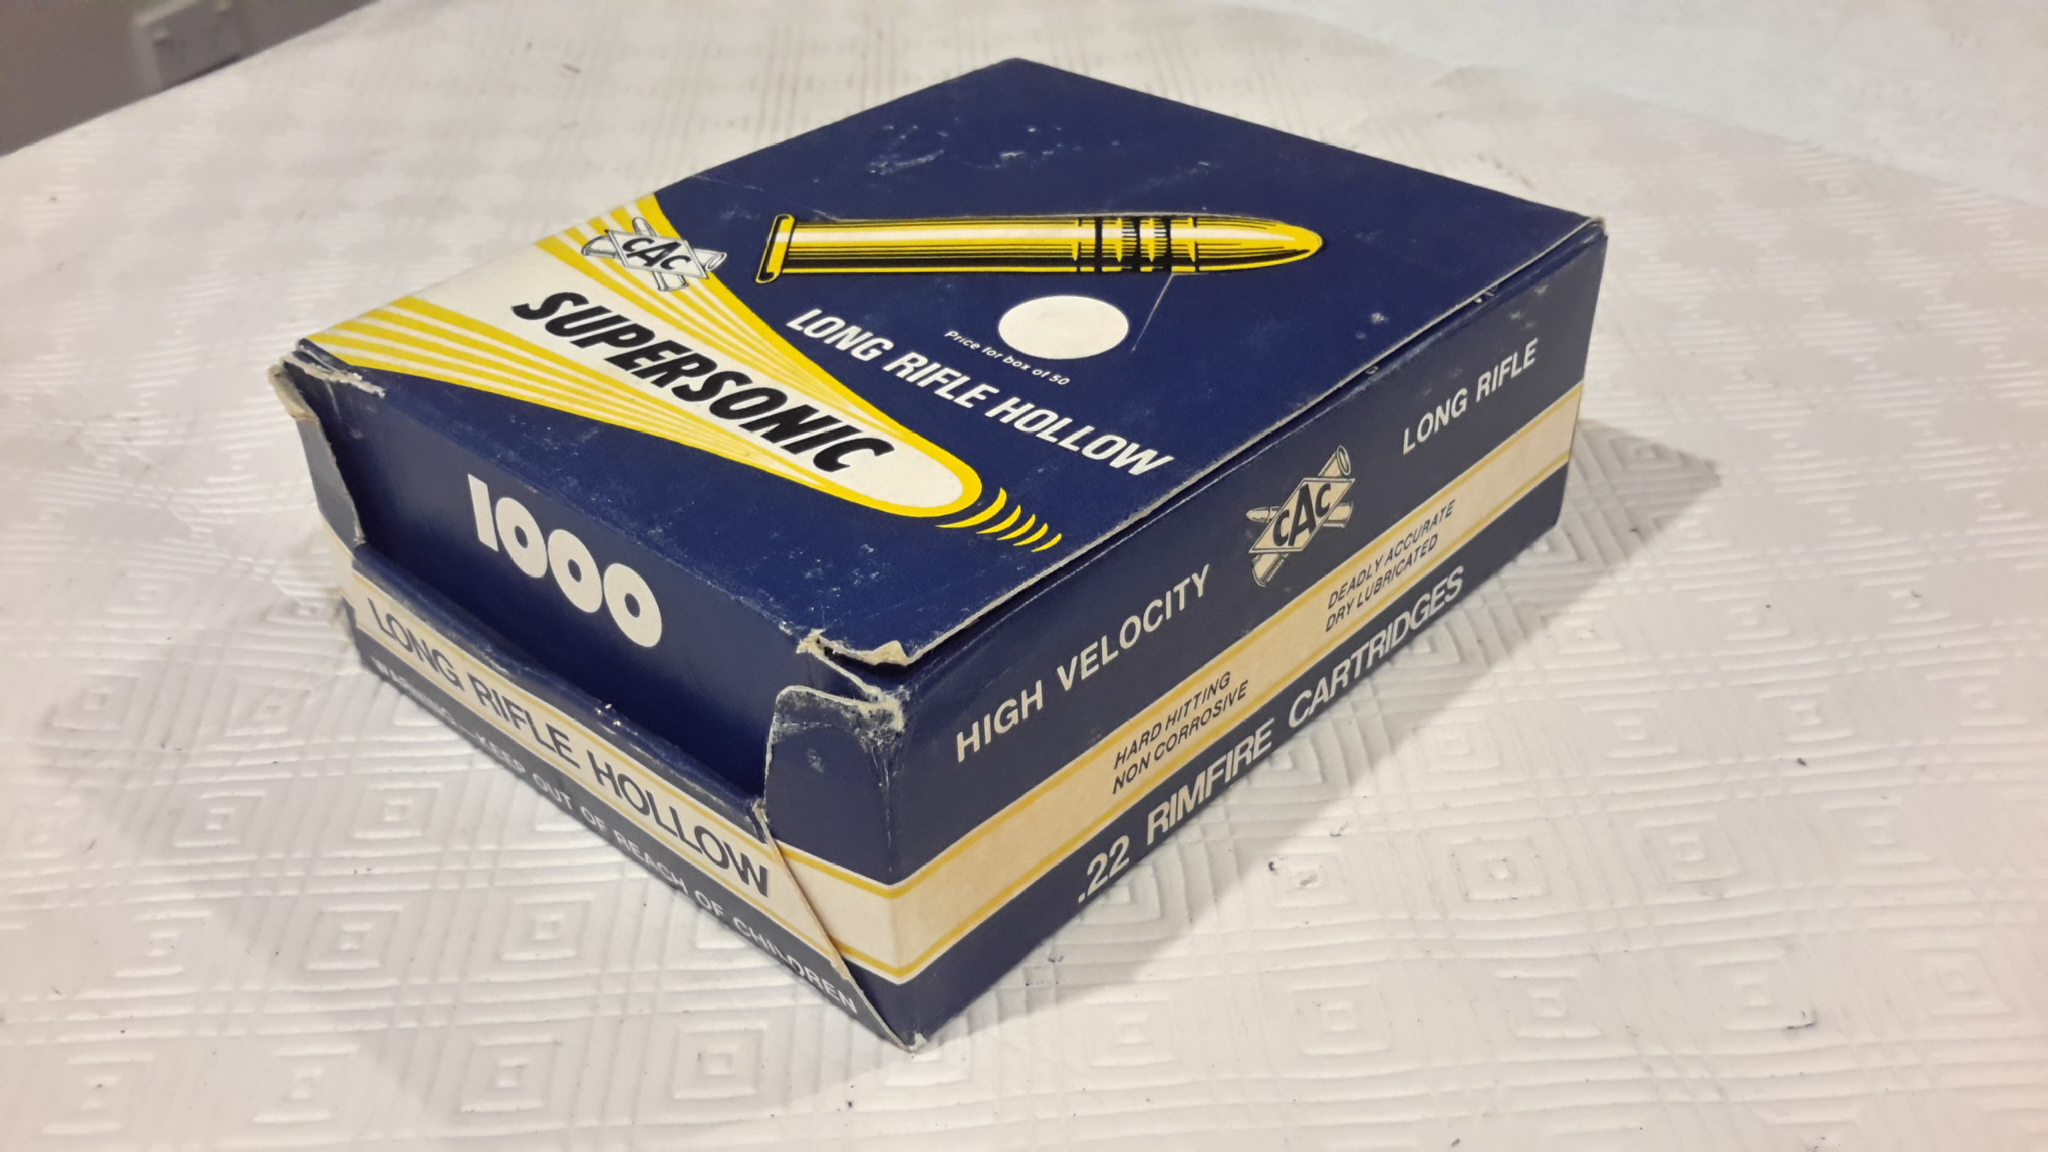 CAC
SUPERSONIC
LONG RIFLE HOLLOW
Price for box of 50
1000
LONG RIFLE HOLLOW
WARNING-KEEP OUT OF REACH OF CHILDREN
HIGH VELOCITY
CAC
LONG RIFLE
HARD HITTING
NON CORROSIVE
DEADLY ACCURATE
DRY LUBRICATED
.22 RIMFIRE CARTRIDGES